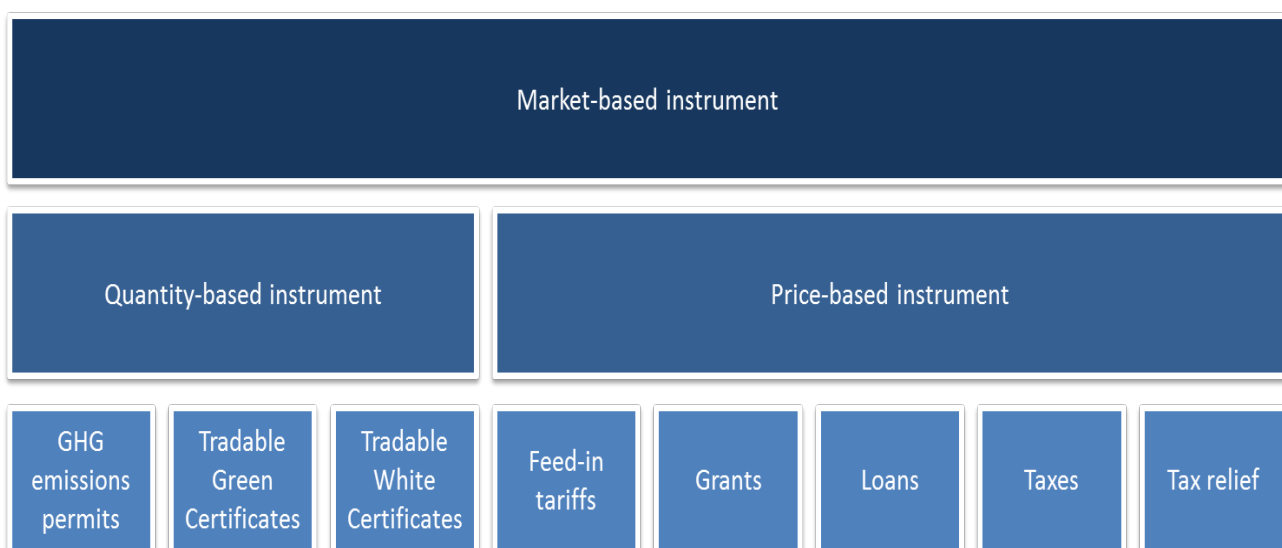 Market-based instrument
Quantity-based instrument
Price-based instrument
GHG
emissions
permits
Tradable
Green
Certificates
Tradable
White
Certificates
Feed-in
tariffs
Grants
Loans
Taxes
Tax relief